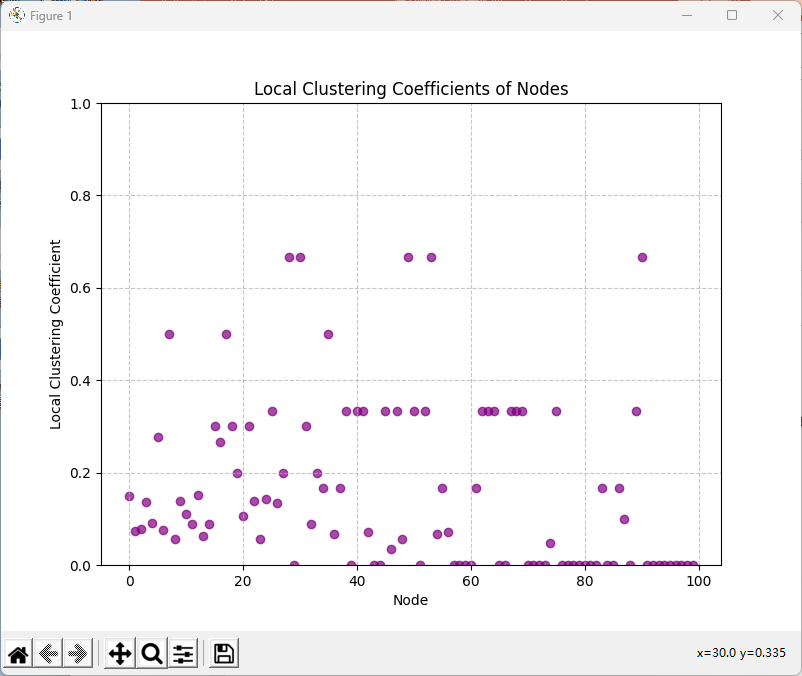 Figure 1
Local Clustering Coefficients of Nodes
1.0
0.8
0.6
0.4
0.2
0.0
Local Clustering Coefficient
0 20 40 60 80 100
Node
x=30.0 y=0.335